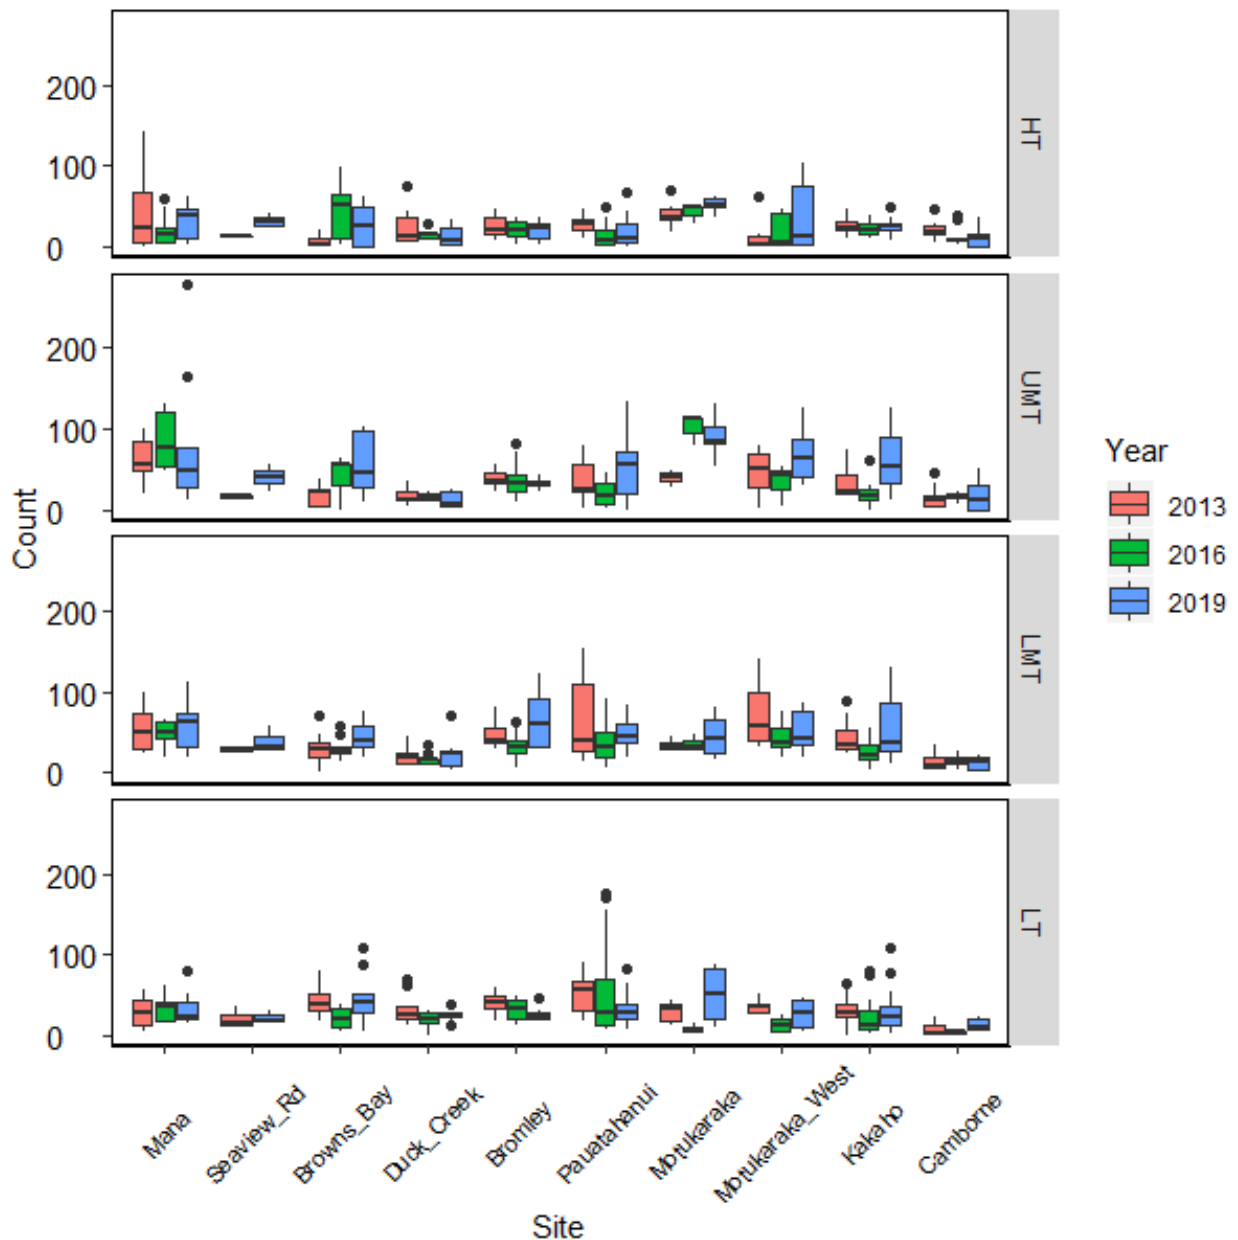 200
100
0
HT
200
100
0
UMT
200
100
0
LMT
200
100
0
LT
Count
Mana
Seaview_Rd
Browns_Bay
Duck_Creek
Bromley
Pauatahanui
Motukaraka
Motukaraka_West
Kakaho
Camborne
Site
Year
2013
2016
2019